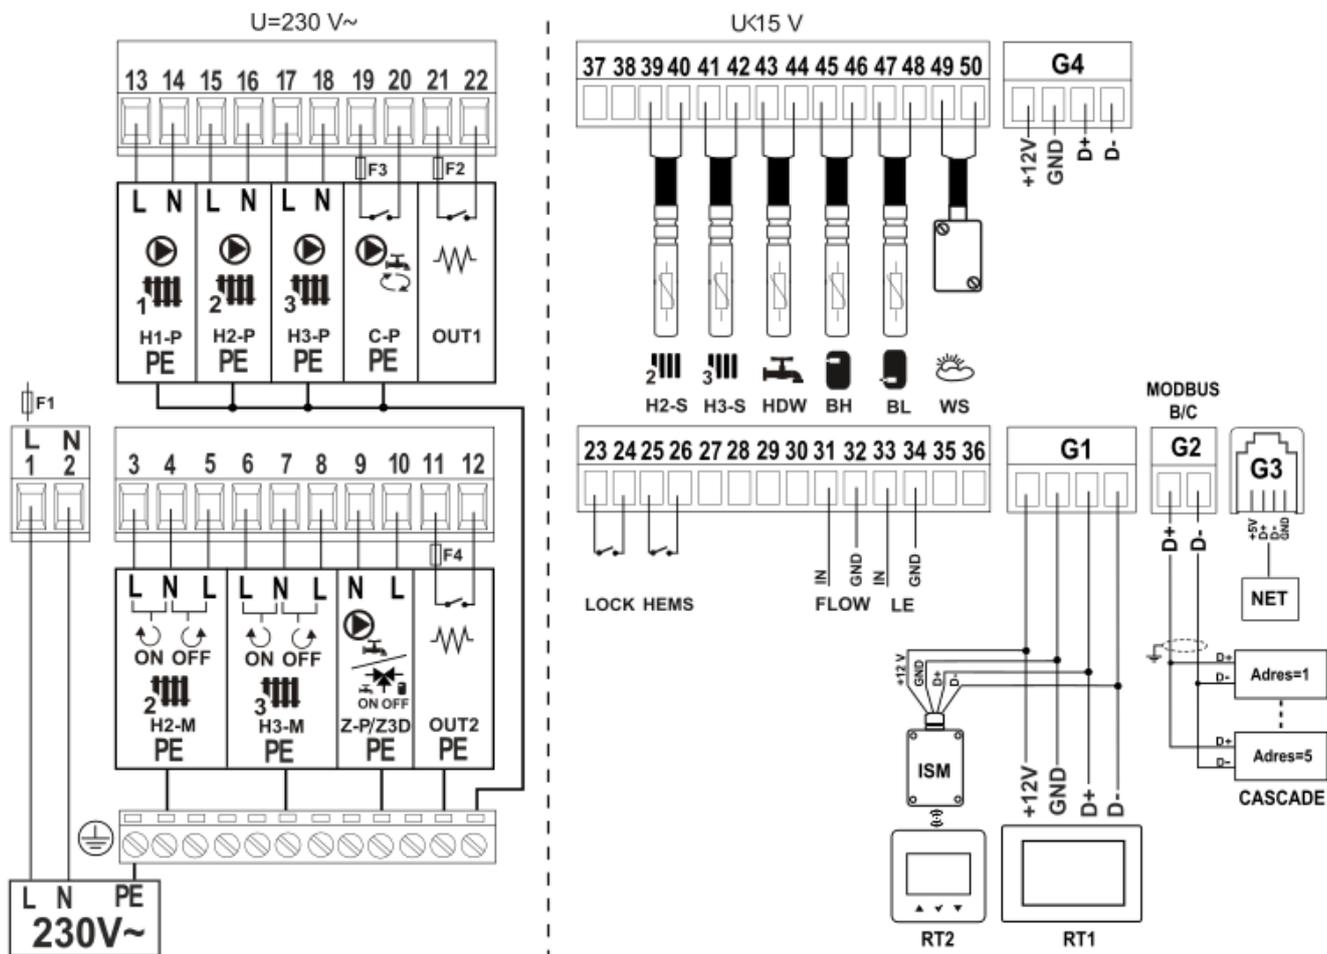 U=230 V~
13 14 15 16 17 18 19 20 21 22
F3 F2
L N L N L N
1 2 3
H1-P H2-P H3-P C-P OUT1
PE PE PE PE
F1
L N
1 2
3 4 5 6 7 8 9 10 11 12
F4
L N L L N L N L
ON OFF ON OFF
ON OFF
2 3
H2-M H3-M Z-P/Z3D OUT2
PE PE PE PE
L N PE
230V~
U<15 V
37 38 39 40 41 42 43 44 45 46 47 48 49 50
G4
+12V GND D+ D-
2 3
H2-S H3-S HDW BH BL WS
23 24 25 26 27 28 29 30 31 32 33 34 35 36
IN GND IN GND
LOCK HEMS FLOW LE
G1
MODBUS
B/C
G2
D+ D-
G3
+5V D+ D- GND
NET
+12 V GND D+ D-
ISM
+12V GND D+ D-
RT2 RT1
D+
D-
Adres=1
D+
D-
Adres=5
CASCADE